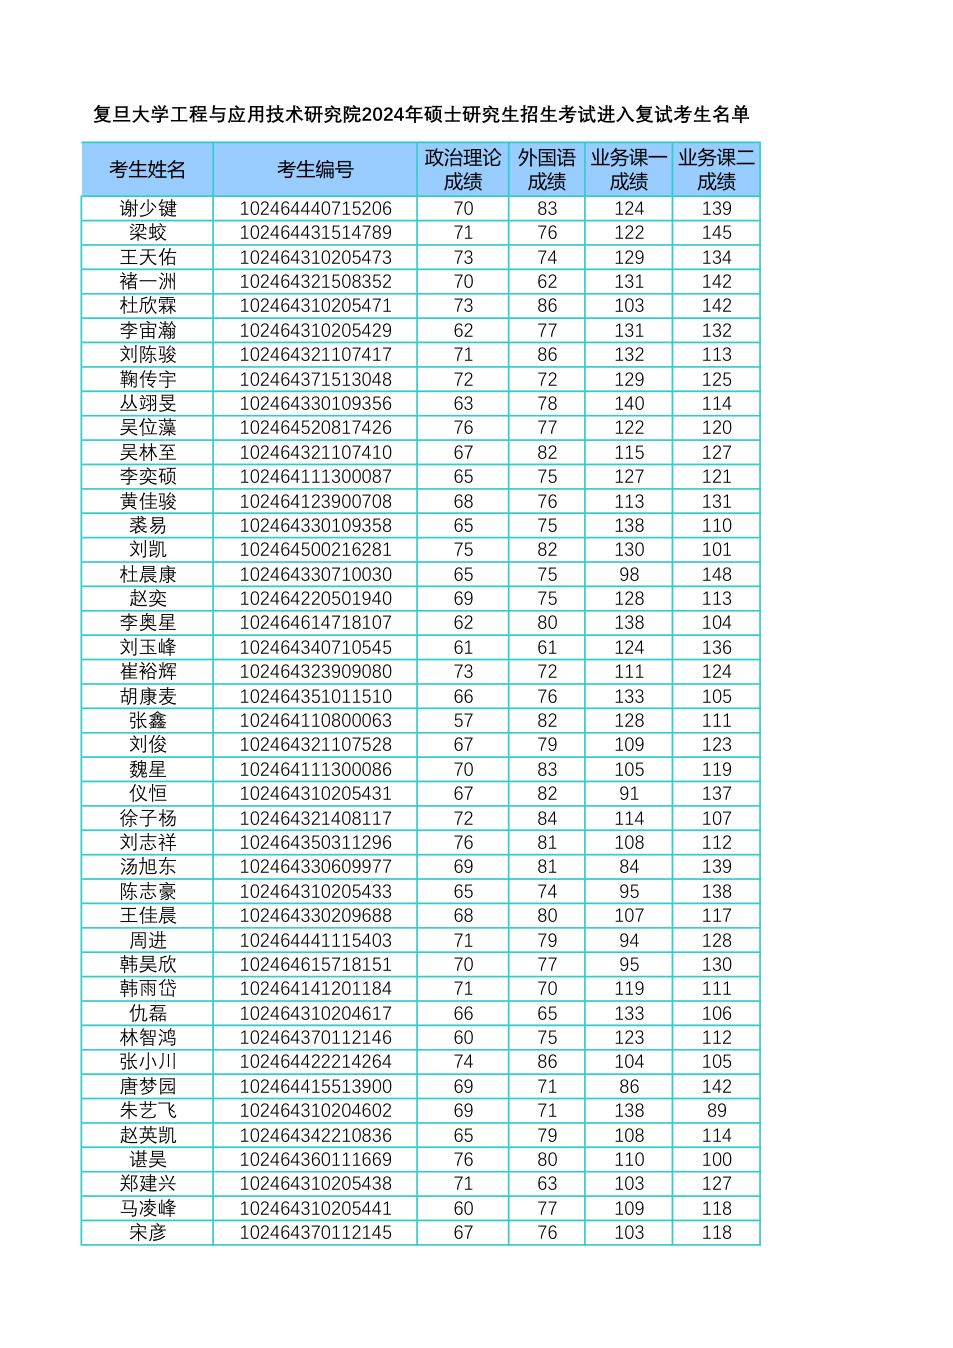 复旦大学工程与应用技术研究院2024年硕士研究生招生考试进入复试考生名单
考生姓名 考生编号 政治理论成绩 外国语成绩 业务课一成绩 业务课二成绩
谢少键 102464440715206 70 83 124 139
梁蛟 102464431514789 71 76 122 145
王天佑 102464310205473 73 74 129 134
褚一洲 102464321508352 70 62 131 142
杜欣霖 102464310205471 73 86 103 142
李宙瀚 102464310205429 62 77 131 132
刘陈骏 102464321107417 71 86 132 113
鞠传宇 102464371513048 72 72 129 125
丛翊旻 102464330109356 63 78 140 114
吴位藻 102464520817426 76 77 122 120
吴林至 102464321107410 67 82 115 127
李奕硕 102464111300087 65 75 127 121
黄佳骏 102464123900708 68 76 113 131
裘易 102464330109358 65 75 138 110
刘凯 102464500216281 75 82 130 101
杜晨康 102464330710030 65 75 98 148
赵奕 102464220501940 69 75 128 113
李奥星 102464614718107 62 80 138 104
刘玉峰 102464340710545 61 61 124 136
崔裕辉 102464323909080 73 72 111 124
胡康麦 102464351011510 66 76 133 105
张鑫 102464110800063 57 82 128 111
刘俊 102464321107528 67 79 109 123
魏星 102464111300086 70 83 105 119
仪恒 102464310205431 67 82 91 137
徐子杨 102464321408117 72 84 114 107
刘志祥 102464350311296 76 81 108 112
汤旭东 102464330609977 69 81 84 139
陈志豪 102464310205433 65 74 95 138
王佳晨 102464330209688 68 80 107 117
周进 102464441115403 71 79 94 128
韩昊欣 102464615718151 70 77 95 130
韩雨岱 102464141201184 71 70 119 111
仇磊 102464310204617 66 65 133 106
林智鸿 102464370112146 60 75 123 112
张小川 102464422214264 74 86 104 105
唐梦园 102464415513900 69 71 86 142
朱艺飞 102464310204602 69 71 138 89
赵英凯 102464342210836 65 79 108 114
谌昊 102464360111669 76 80 110 100
郑建兴 102464310205438 71 63 103 127
马凌峰 102464310205441 60 77 109 118
宋彦 102464370112145 67 76 103 118